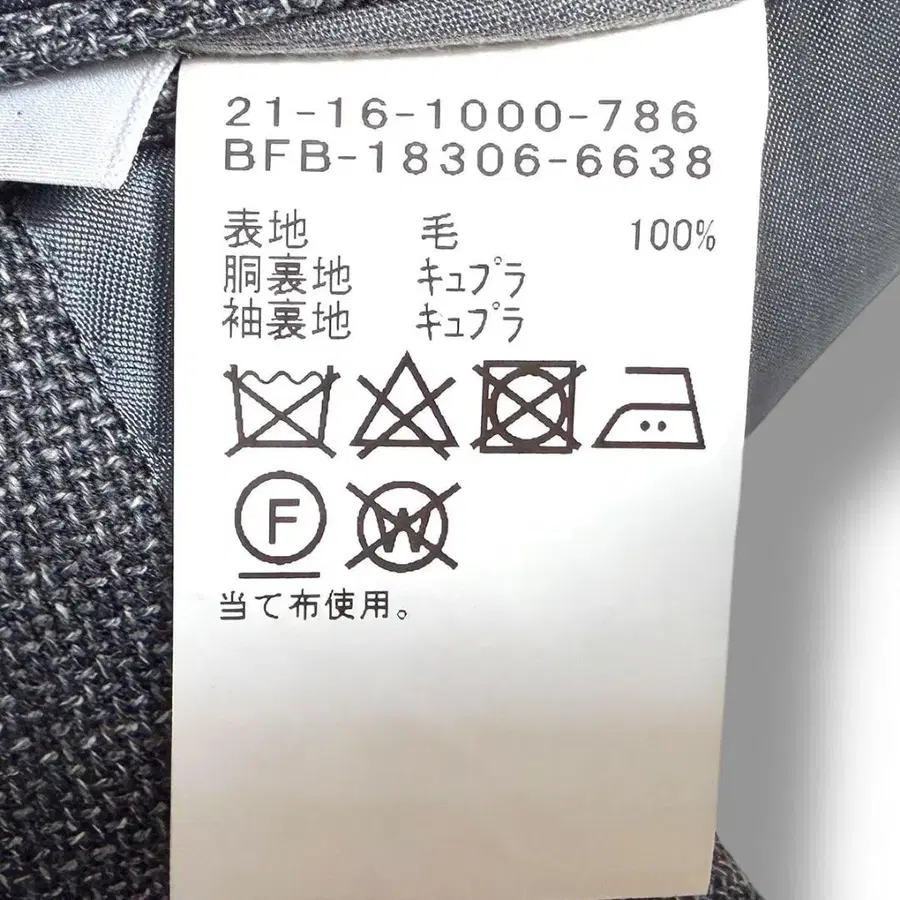 21-16-1000-786
BFB-18306-6638
表地 毛 100%
胴裏地 キュプラ
袖裏地 キュプラ
F
W
当て布使用。